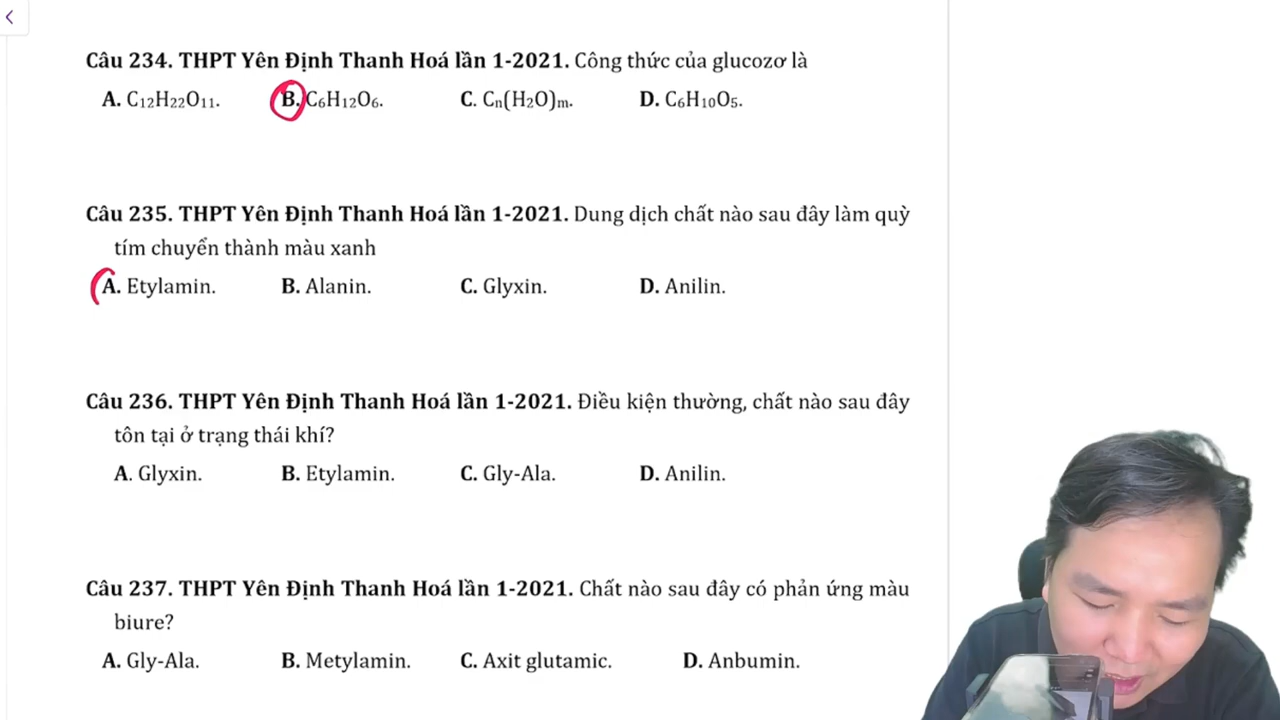 Câu 234. THPT Yên Định Thanh Hoá lần 1-2021. Công thức của glucozơ là
A. C₁₂H₂₂O₁₁. B. C₆H₁₂O₆. C. Cₙ(H₂O)ₘ. D. C₆H₁₀O₅.
Câu 235. THPT Yên Định Thanh Hoá lần 1-2021. Dung dịch chất nào sau đây làm quỳ
tím chuyển thành màu xanh
A. Etylamin. B. Alanin. C. Glyxin. D. Anilin.
Câu 236. THPT Yên Định Thanh Hoá lần 1-2021. Điều kiện thường, chất nào sau đây
tồn tại ở trạng thái khí?
A. Glyxin. B. Etylamin. C. Gly-Ala. D. Anilin.
Câu 237. THPT Yên Định Thanh Hoá lần 1-2021. Chất nào sau đây có phản ứng màu
biure?
A. Gly-Ala. B. Metylamin. C. Axit glutamic. D. Anbumin.